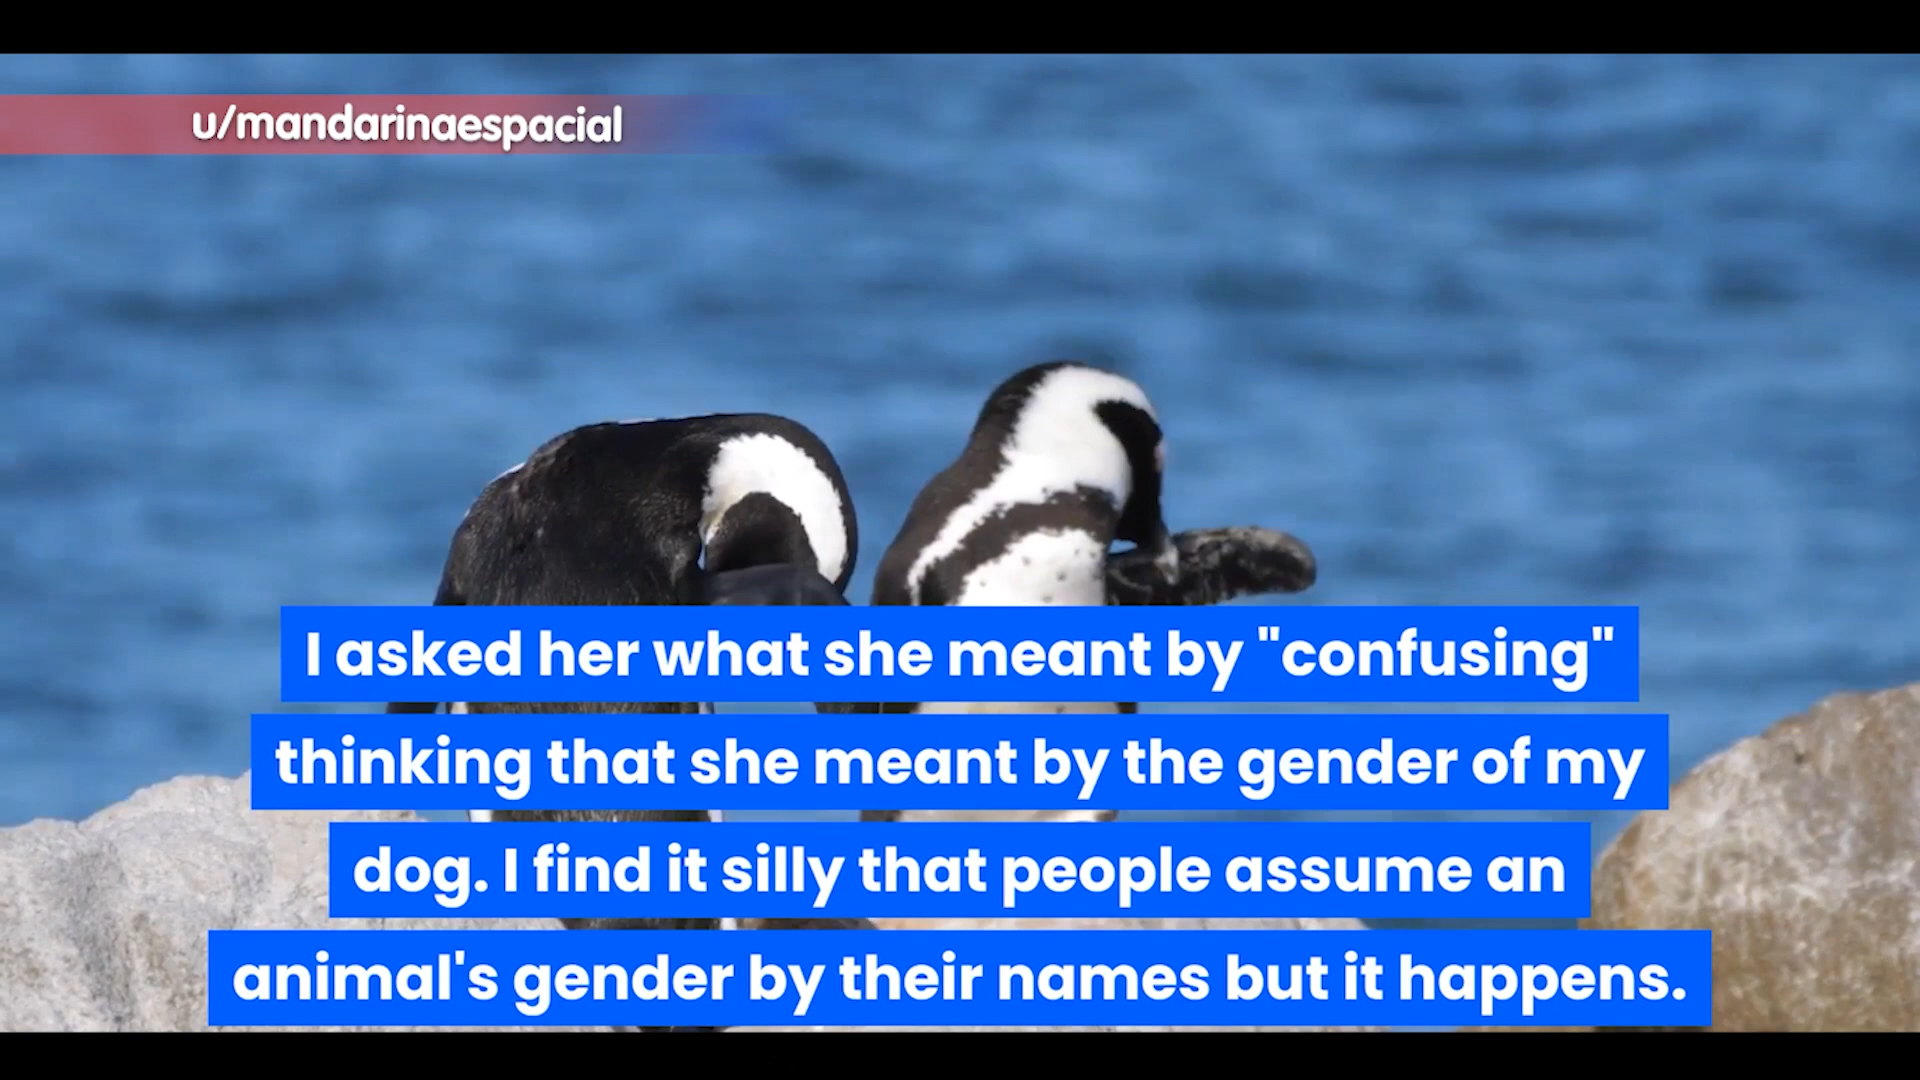 u/mandarinaespacial
I asked her what she meant by "confusing"
thinking that she meant by the gender of my
dog. I find it silly that people assume an
animal's gender by their names but it happens.